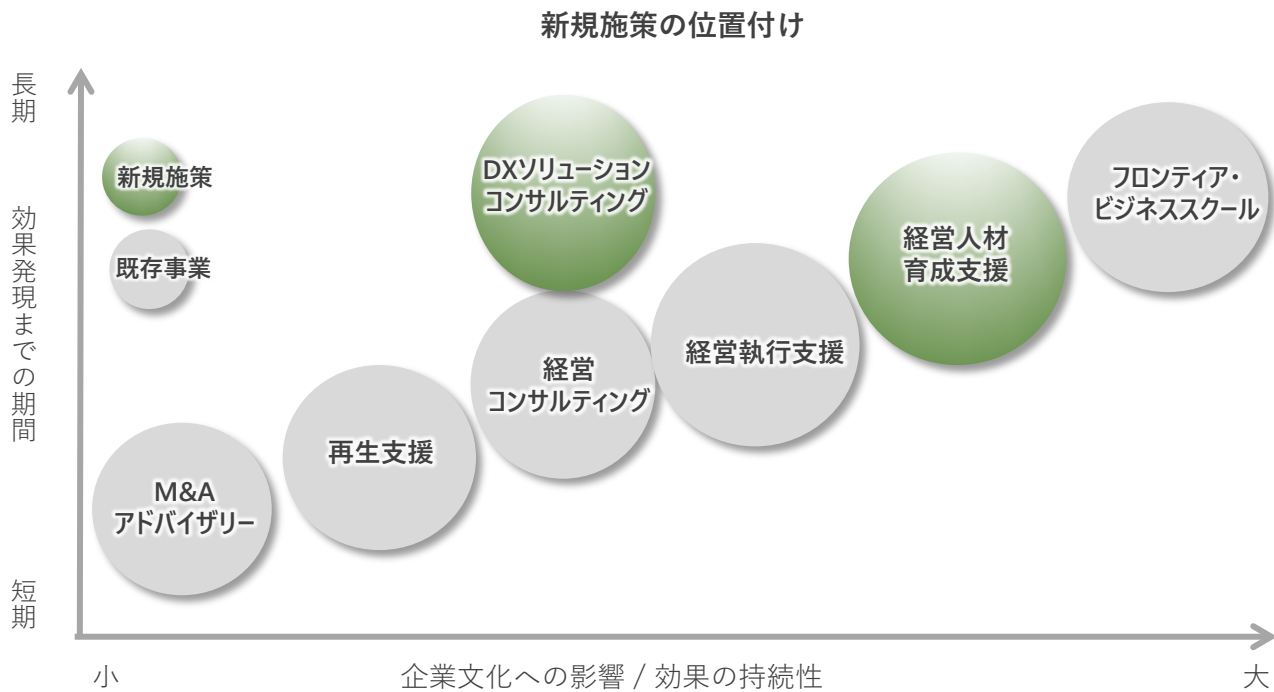 新規施策の位置付け
長期
効果発現までの期間
短期
新規施策
既存事業
DXソリューション
コンサルティング
フロンティア・
ビジネススクール
経営人材
育成支援
経営執行支援
経営
コンサルティング
再生支援
M&A
アドバイザリー
小
企業文化への影響 / 効果の持続性
大